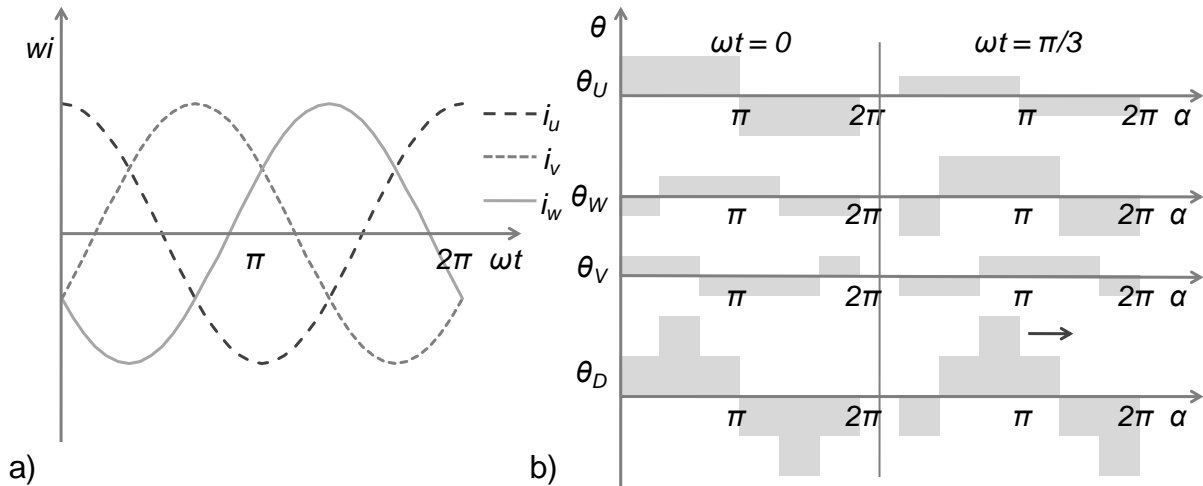 wi
i_u
i_v
i_w
π
2π
ωt
a)
θ
ωt = 0
ωt = π/3
θ_U
π
2π
π
2π
α
θ_W
π
2π
π
2π
α
θ_V
π
2π
π
2π
α
θ_D
π
2π
π
2π
α
b)